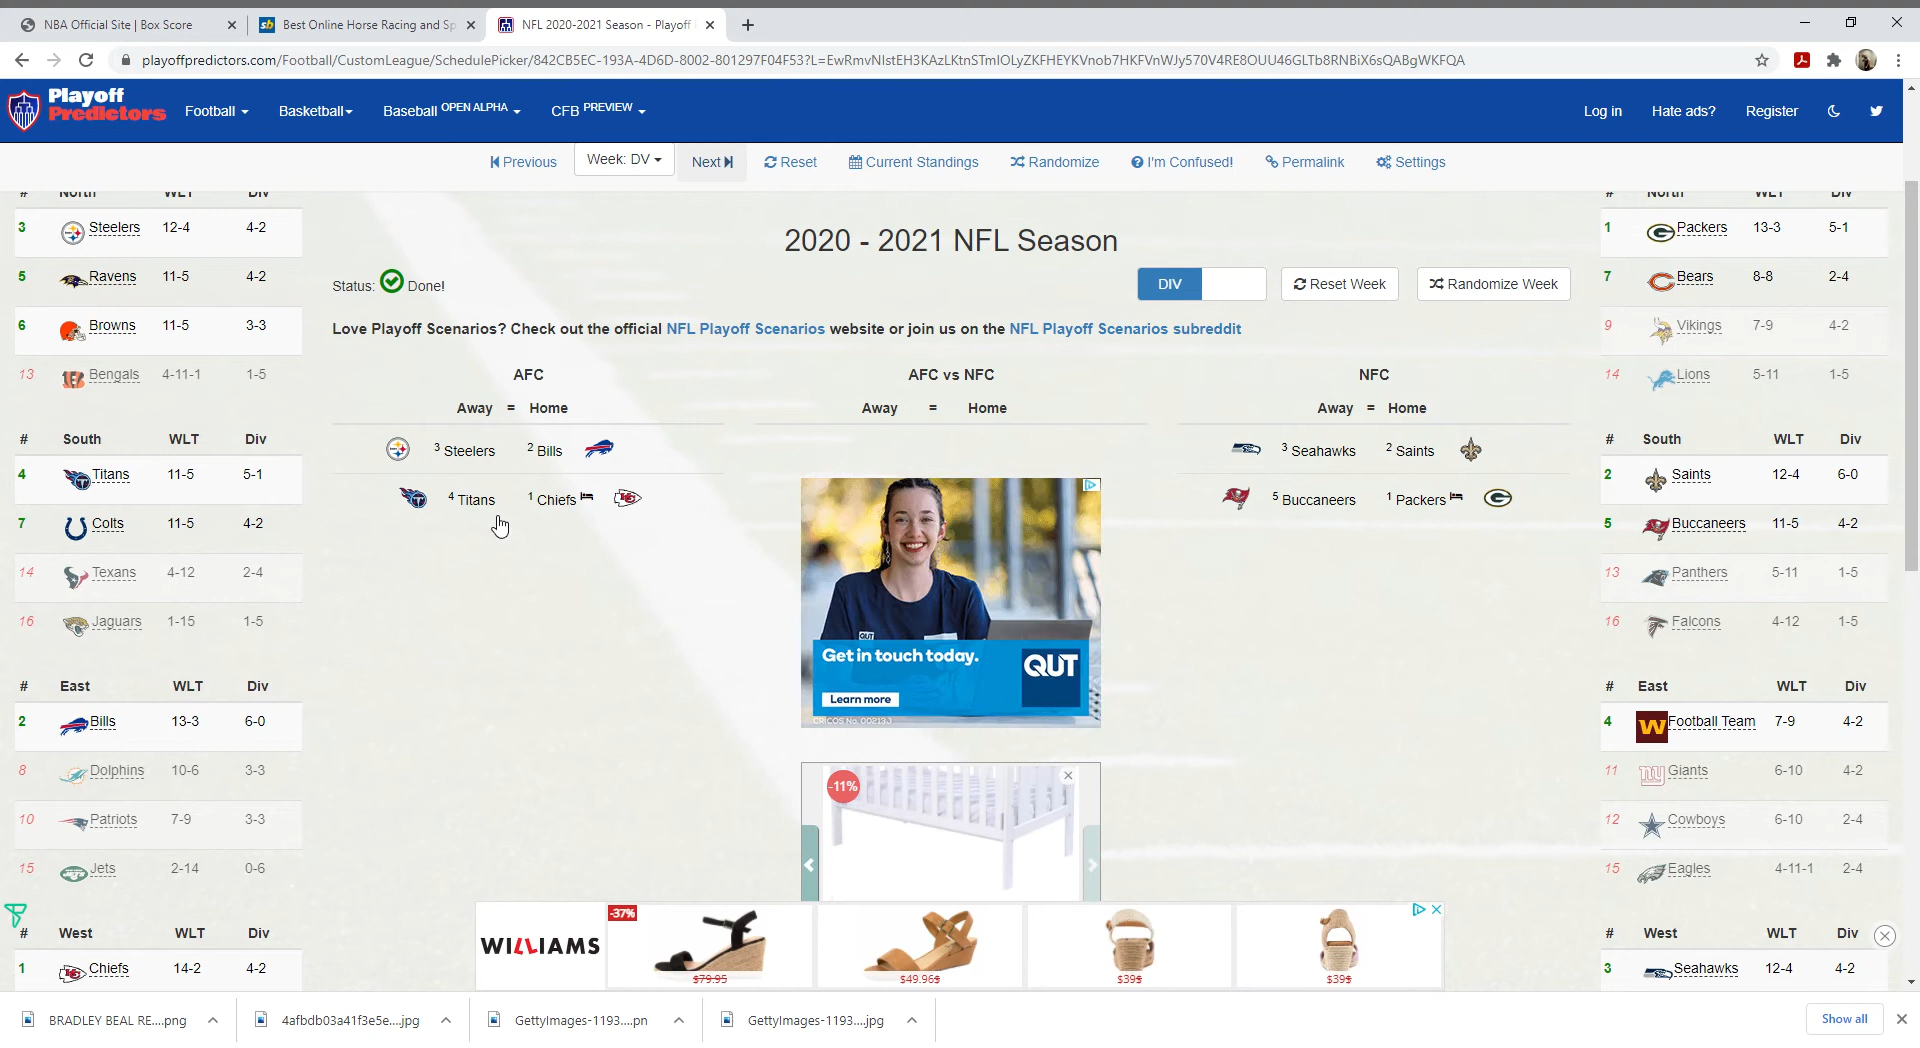 NBA Official Site | Box Score
Best Online Horse Racing and Sp
NFL 2020-2021 Season - Playoff
playoffpredictors.com/Football/CustomLeague/SchedulePicker/842CB5EC-193A-4D6D-8002-801297F04F53?L=EwRmvNIstEH3KAzLKtnSTmIOLyZKFHEYKVnob7HKFVnWJy570V4RE8OUU46GLTb8RNBiX6sQABgWKFQA
Playoff Predictors
Football
Basketball
Baseball OPEN ALPHA
CFB PREVIEW
Log in
Hate ads?
Register
Previous
Week: DV
Next
Reset
Current Standings
Randomize
I'm Confused!
Permalink
Settings
# North WLT Div
3 Steelers 12-4 4-2
5 Ravens 11-5 4-2
6 Browns 11-5 3-3
13 Bengals 4-11-1 1-5
# South WLT Div
4 Titans 11-5 5-1
7 Colts 11-5 4-2
14 Texans 4-12 2-4
16 Jaguars 1-15 1-5
# East WLT Div
2 Bills 13-3 6-0
8 Dolphins 10-6 3-3
10 Patriots 7-9 3-3
15 Jets 2-14 0-6
# West WLT Div
1 Chiefs 14-2 4-2
2020 - 2021 NFL Season
Status: Done!
DIV
Reset Week
Randomize Week
Love Playoff Scenarios? Check out the official NFL Playoff Scenarios website or join us on the NFL Playoff Scenarios subreddit
AFC
Away = Home
3 Steelers 2 Bills
4 Titans 1 Chiefs
AFC vs NFC
Away = Home
NFC
Away = Home
3 Seahawks 2 Saints
5 Buccaneers 1 Packers
QUT
Get in touch today.
QUT
Learn more
CRICOS No. 00213J
-11%
WILLIAMS
-37%
$79.95
$49.96$
$39$
$39$
# North WLT Div
1 Packers 13-3 5-1
7 Bears 8-8 2-4
9 Vikings 7-9 4-2
14 Lions 5-11 1-5
# South WLT Div
2 Saints 12-4 6-0
5 Buccaneers 11-5 4-2
13 Panthers 5-11 1-5
16 Falcons 4-12 1-5
# East WLT Div
4 Football Team 7-9 4-2
11 Giants 6-10 4-2
12 Cowboys 6-10 2-4
15 Eagles 4-11-1 2-4
# West WLT Div
3 Seahawks 12-4 4-2
BRADLEY BEAL RE....png
4afbdb03a41f3e5e....jpg
GettyImages-1193....pn
GettyImages-1193....jpg
Show all